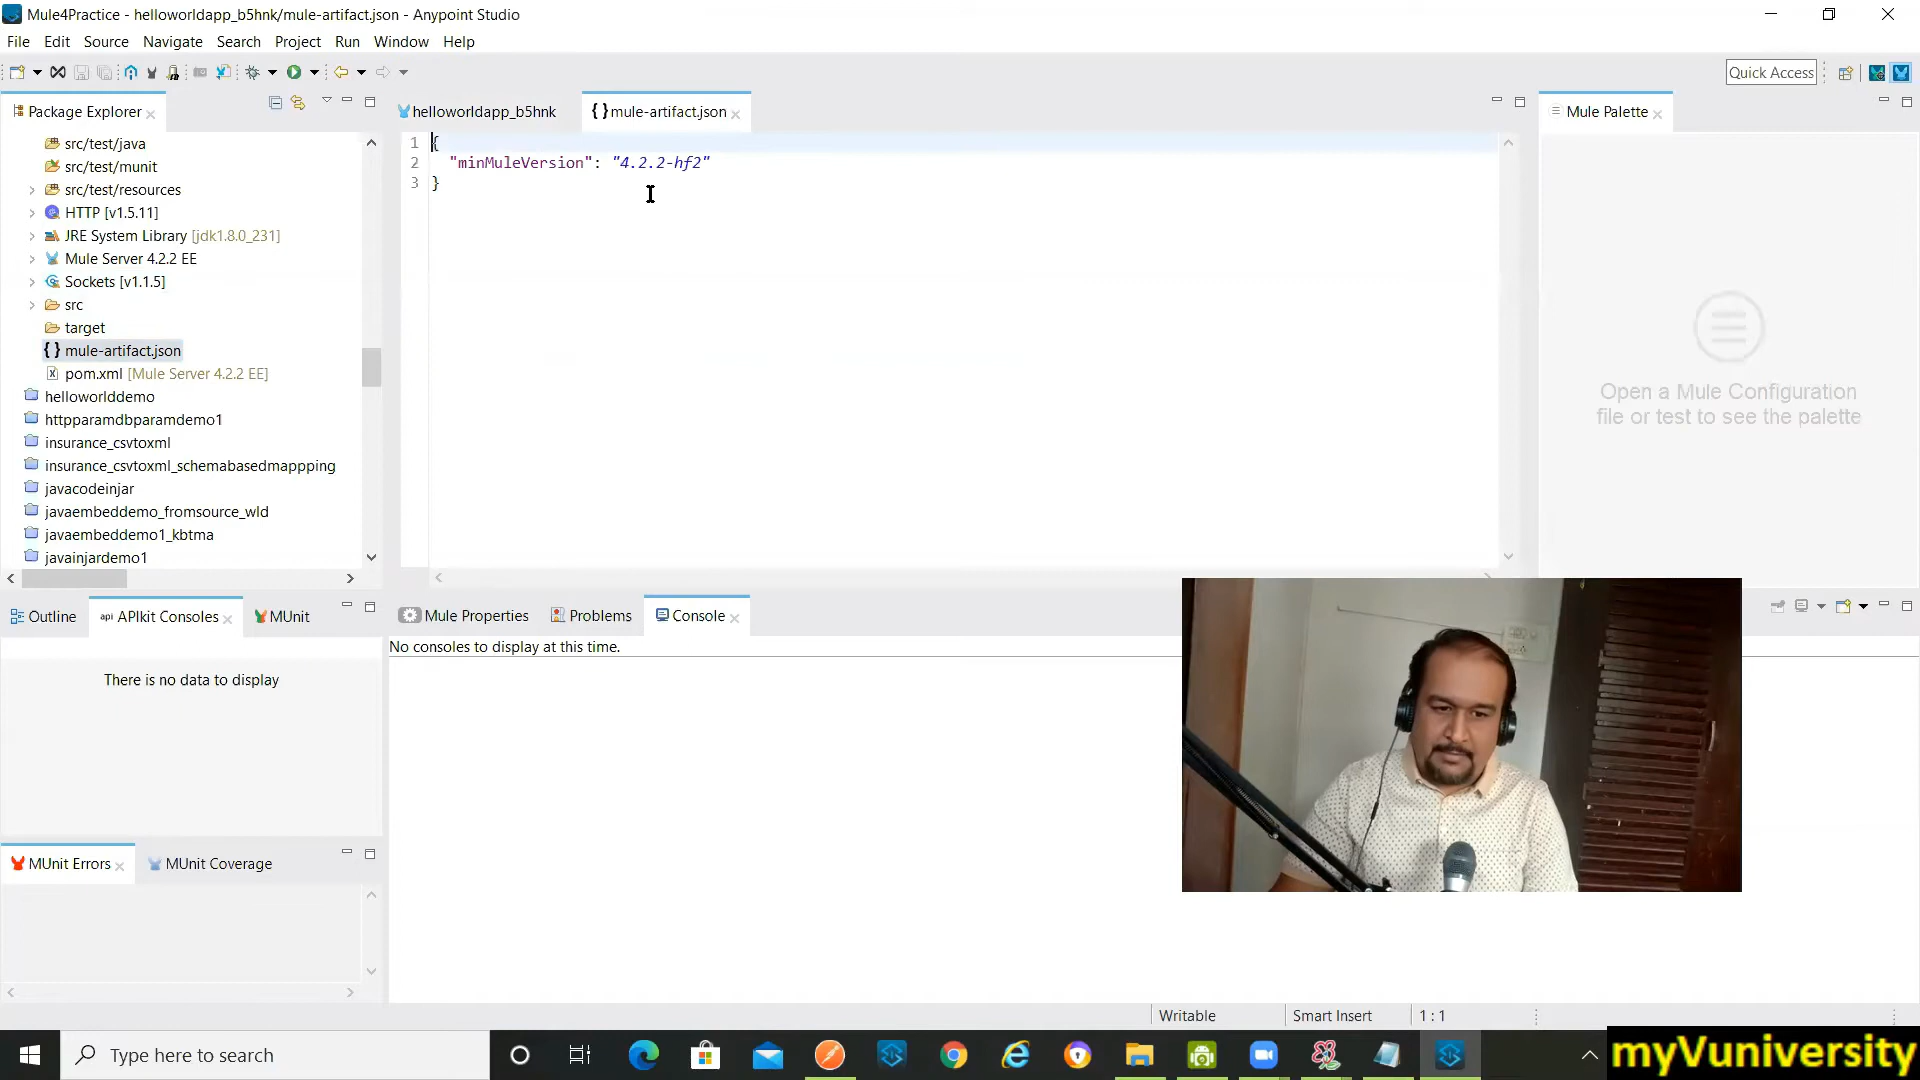 Mule4Practice - helloworldapp_b5hnk/mule-artifact.json - Anypoint Studio
File Edit Source Navigate Search Project Run Window Help
Quick Access
Package Explorer
helloworldapp_b5hnk
{ } mule-artifact.json
Mule Palette
src/test/java
src/test/munit
src/test/resources
HTTP [v1.5.11]
JRE System Library [jdk1.8.0_231]
Mule Server 4.2.2 EE
Sockets [v1.1.5]
src
target
{ } mule-artifact.json
pom.xml [Mule Server 4.2.2 EE]
helloworlddemo
httpparamdbparamdemo1
insurance_csvtoxml
insurance_csvtoxml_schemabasedmappping
javacodeinjar
javaembeddemo_fromsource_wld
javaembeddemo1_kbtma
javainjardemo1
1 {
2 "minMuleVersion": "4.2.2-hf2"
3 }
Open a Mule Configuration
file or test to see the palette
Outline
api APIkit Consoles
MUnit
Mule Properties
Problems
Console
No consoles to display at this time.
There is no data to display
MUnit Errors
MUnit Coverage
Writable
Smart Insert
1 : 1
Type here to search
myVuniversity